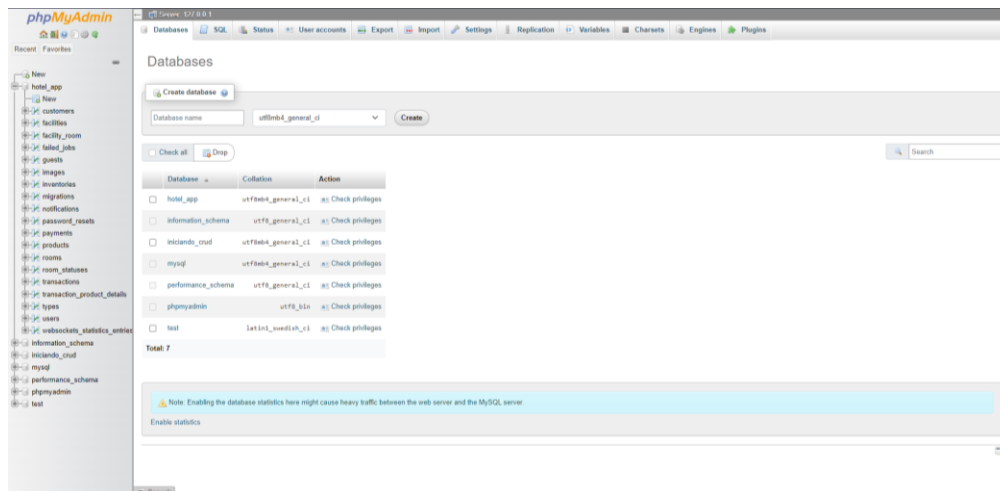 phpMyAdmin
Recent Favorites
New
hotel_app
New
customers
facilities
facility_room
failed_jobs
guests
images
inventories
migrations
notifications
password_resets
payments
products
rooms
room_statuses
transactions
transaction_product_details
types
users
websockets_statistics_entries
information_schema
iniciando_crud
mysql
performance_schema
phpmyadmin
test
Server: 127.0.0.1
Databases SQL Status User accounts Export Import Settings Replication Variables Charsets Engines Plugins
Databases
Create database
Database name utf8mb4_general_ci Create
Check all Drop Search
Database Collation Action
hotel_app utf8mb4_general_ci Check privileges
information_schema utf8_general_ci Check privileges
iniciando_crud utf8mb4_general_ci Check privileges
mysql utf8mb4_general_ci Check privileges
performance_schema utf8_general_ci Check privileges
phpmyadmin utf8_bin Check privileges
test latin1_swedish_ci Check privileges
Total: 7
Note: Enabling the database statistics here might cause heavy traffic between the web server and the MySQL server.
Enable statistics